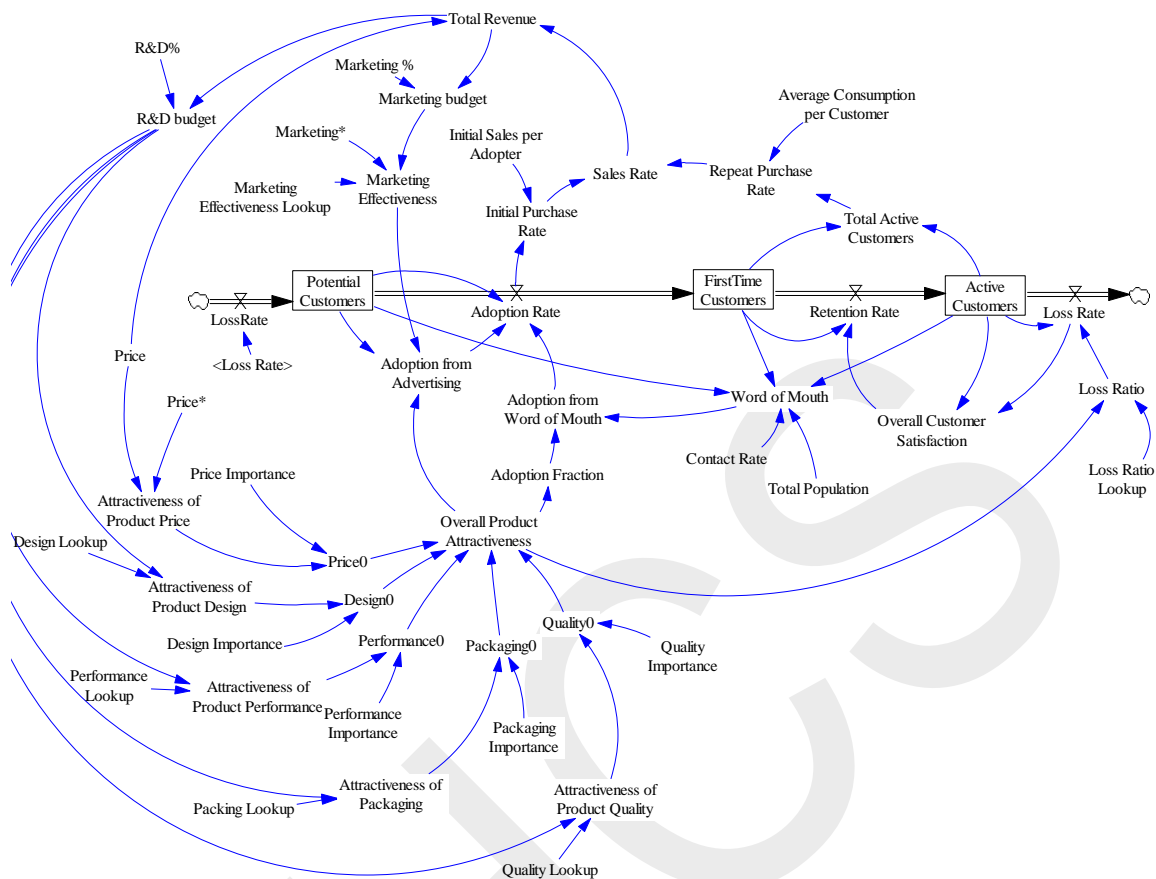 Total Revenue
R&D%
Marketing %
R&D budget
Marketing budget
Average Consumption
per Customer
Marketing*
Initial Sales per
Adopter
Marketing
Effectiveness Lookup
Marketing
Effectiveness
Sales Rate
Repeat Purchase
Rate
Initial Purchase
Rate
Total Active
Customers
Potential
Customers
FirstTime
Customers
Active
Customers
LossRate
Adoption Rate
Retention Rate
Loss Rate
<Loss Rate>
Price
Adoption from
Advertising
Price*
Adoption from
Word of Mouth
Word of Mouth
Loss Ratio
Overall Customer
Satisfaction
Contact Rate
Total Population
Loss Ratio
Lookup
Price Importance
Adoption Fraction
Attractiveness of
Product Price
Overall Product
Attractiveness
Design Lookup
Price0
Attractiveness of
Product Design
Design0
Design Importance
Performance0
Packaging0
Quality0
Quality
Importance
Performance
Lookup
Attractiveness of
Product Performance
Performance
Importance
Packaging
Importance
Attractiveness of
Packaging
Packing Lookup
Attractiveness of
Product Quality
Quality Lookup